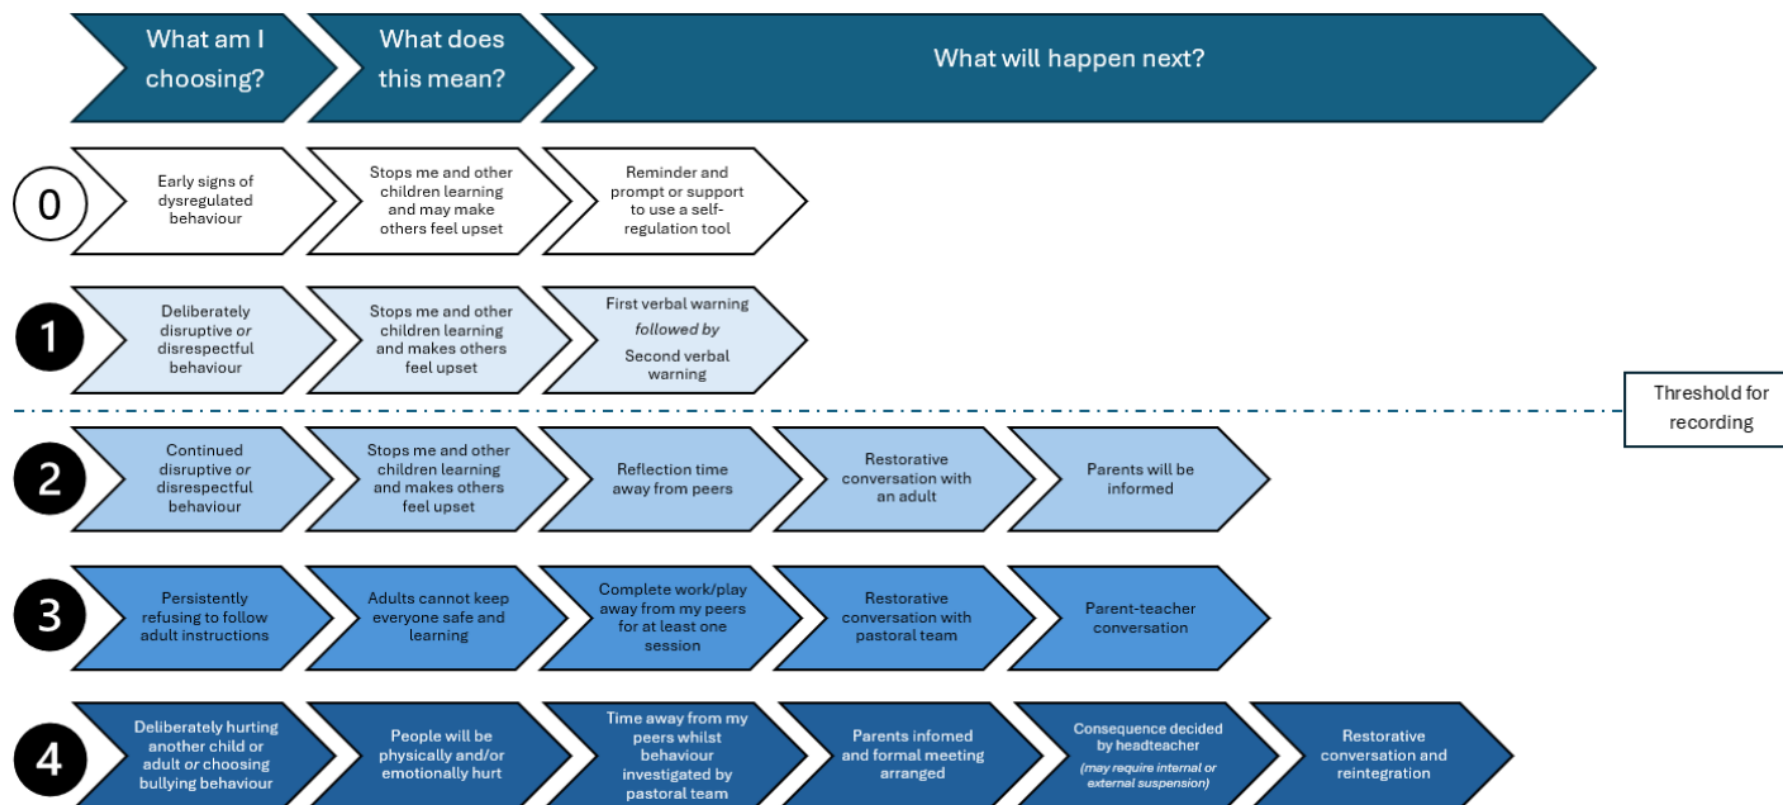 What am I
choosing?
What does
this mean?
What will happen next?
0
Early signs of
dysregulated
behaviour
Stops me and other
children learning
and may make
others feel upset
Reminder and
prompt or support
to use a self-
regulation tool
1
Deliberately
disruptive or
disrespectful
behaviour
Stops me and other
children learning
and makes others
feel upset
First verbal warning
followed by
Second verbal
warning
Threshold for
recording
2
Continued
disruptive or
disrespectful
behaviour
Stops me and other
children learning
and makes others
feel upset
Reflection time
away from peers
Restorative
conversation with
an adult
Parents will be
informed
3
Persistently
refusing to follow
adult instructions
Adults cannot keep
everyone safe and
learning
Complete work/play
away from my peers
for at least one
session
Restorative
conversation with
pastoral team
Parent-teacher
conversation
4
Deliberately hurting
another child or
adult or choosing
bullying behaviour
People will be
physically and/or
emotionally hurt
Time away from my
peers whilst
behaviour
investigated by
pastoral team
Parents infomed
and formal meeting
arranged
Consequence decided
by headteacher
(may require internal or
external suspension)
Restorative
conversation and
reintegration